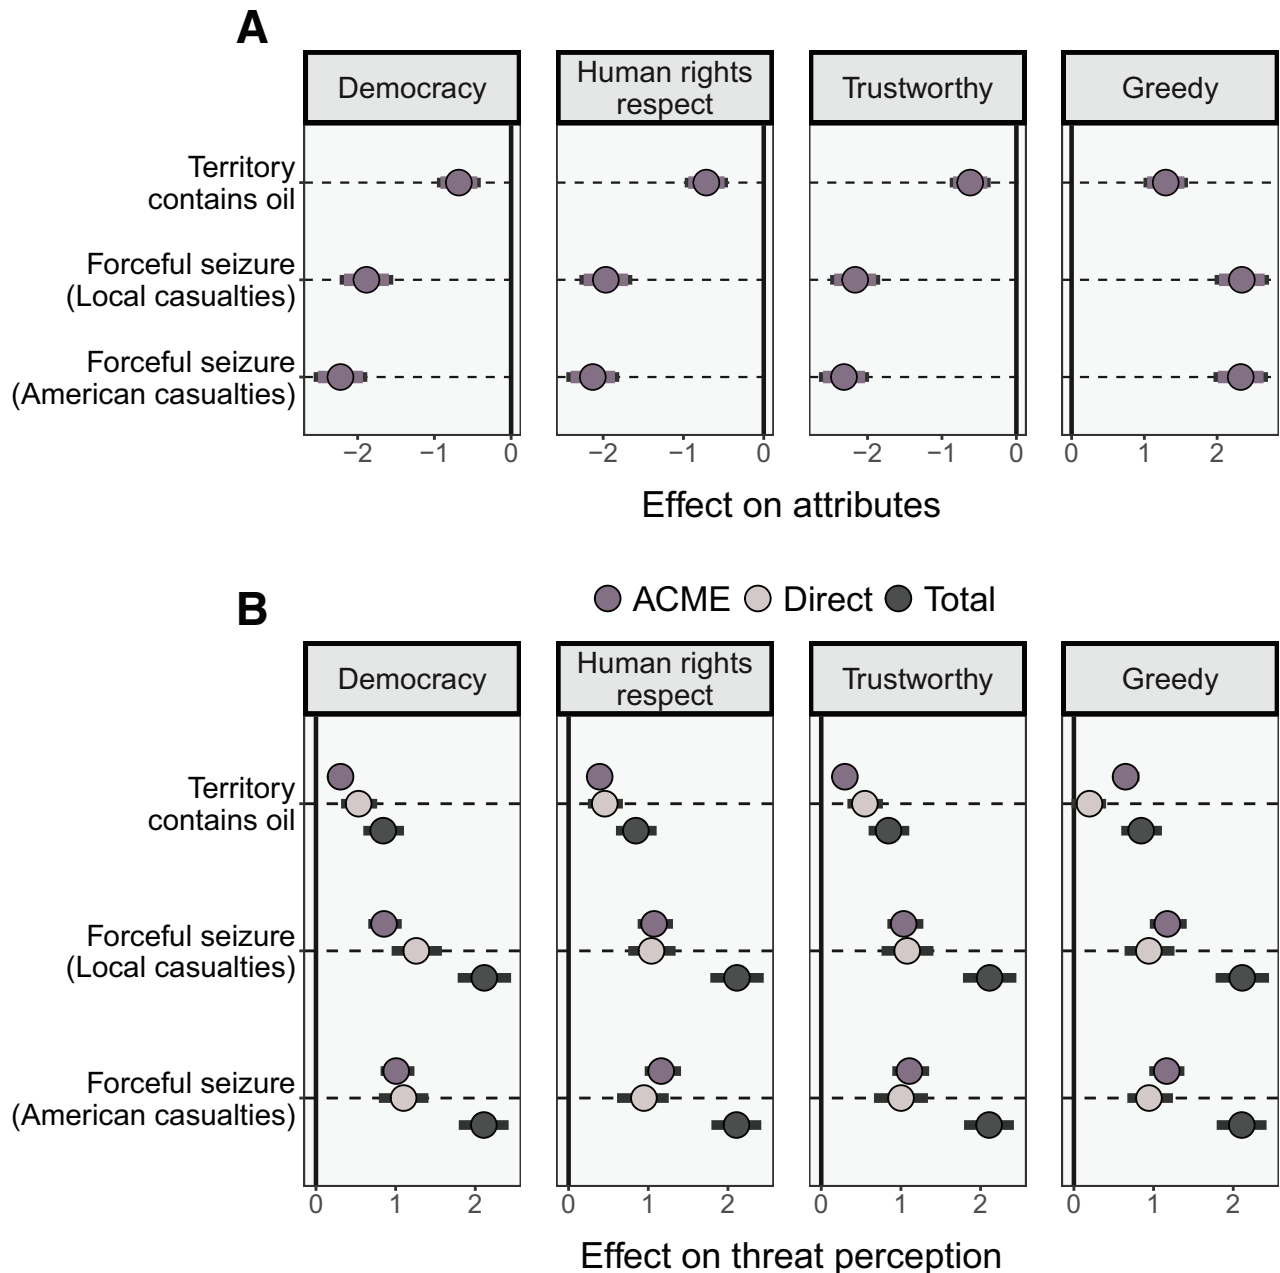 A
Democracy
Human rights
respect
Trustworthy
Greedy
Territory
contains oil
Forceful seizure
(Local casualties)
Forceful seizure
(American casualties)
−2 −1 0
−2 −1 0
−2 −1 0
0 1 2
Effect on attributes
B
ACME Direct Total
Democracy
Human rights
respect
Trustworthy
Greedy
Territory
contains oil
Forceful seizure
(Local casualties)
Forceful seizure
(American casualties)
0 1 2
0 1 2
0 1 2
0 1 2
Effect on threat perception